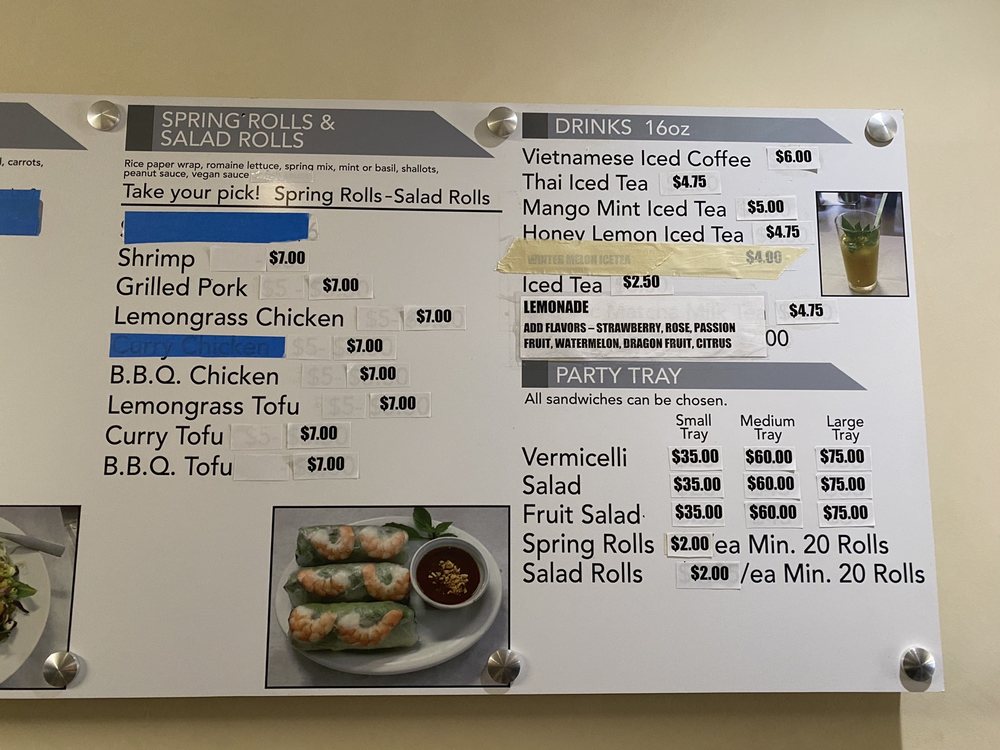 l, carrots,
SPRING ROLLS &
SALAD ROLLS
Rice paper wrap, romaine lettuce, spring mix, mint or basil, shallots,
peanut sauce, vegan sauce
Take your pick! Spring Rolls-Salad Rolls
Shrimp $7.00
Grilled Pork $7.00
Lemongrass Chicken $7.00
Curry Chicken $7.00
B.B.Q. Chicken $7.00
Lemongrass Tofu $7.00
Curry Tofu $7.00
B.B.Q. Tofu $7.00
DRINKS 16oz
Vietnamese Iced Coffee $6.00
Thai Iced Tea $4.75
Mango Mint Iced Tea $5.00
Honey Lemon Iced Tea $4.75
WINTER MELON ICETEA $4.00
Iced Tea $2.50
Matcha Milk Tea $4.75
LEMONADE
ADD FLAVORS – STRAWBERRY, ROSE, PASSION
FRUIT, WATERMELON, DRAGON FRUIT, CITRUS
00
PARTY TRAY
All sandwiches can be chosen.
Small Tray Medium Tray Large Tray
Vermicelli $35.00 $60.00 $75.00
Salad $35.00 $60.00 $75.00
Fruit Salad $35.00 $60.00 $75.00
Spring Rolls $2.00 ea Min. 20 Rolls
Salad Rolls $2.00 /ea Min. 20 Rolls